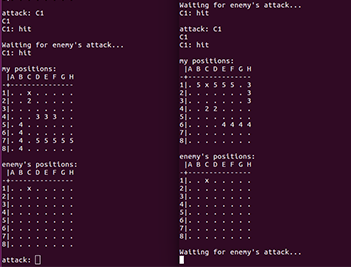 attack: C1
C1: hit
Waiting for enemy's attack...
C1: hit
my positions:
 |A B C D E F G H
-+---------------
1|. . x . . . . .
2|. . 2 . . . . .
3|. . . . . . . .
4|. . . 3 3 3 . .
5|. 4 . . . . . .
6|. 4 . . . . . .
7|. 4 . 5 5 5 5 5
8|. 4 . . . . . .
enemy's positions:
 |A B C D E F G H
-+---------------
1|. . x . . . . .
2|. . . . . . . .
3|. . . . . . . .
4|. . . . . . . .
5|. . . . . . . .
6|. . . . . . . .
7|. . . . . . . .
8|. . . . . . . .
attack:
Waiting for enemy's attack...
C1: hit
attack: C1
C1
C1: hit
my positions:
 |A B C D E F G H
-+---------------
1|. 5 x 5 5 5 . 3
2|. . . . . . . 3
3|. . . . . . . 3
4|. . 2 2 . . . .
5|. . . . . . . .
6|. . . . 4 4 4 4
7|. . . . . . . .
8|. . . . . . . .
enemy's positions:
 |A B C D E F G H
-+---------------
1|. . x . . . . .
2|. . . . . . . .
3|. . . . . . . .
4|. . . . . . . .
5|. . . . . . . .
6|. . . . . . . .
7|. . . . . . . .
8|. . . . . . . .
Waiting for enemy's attack...